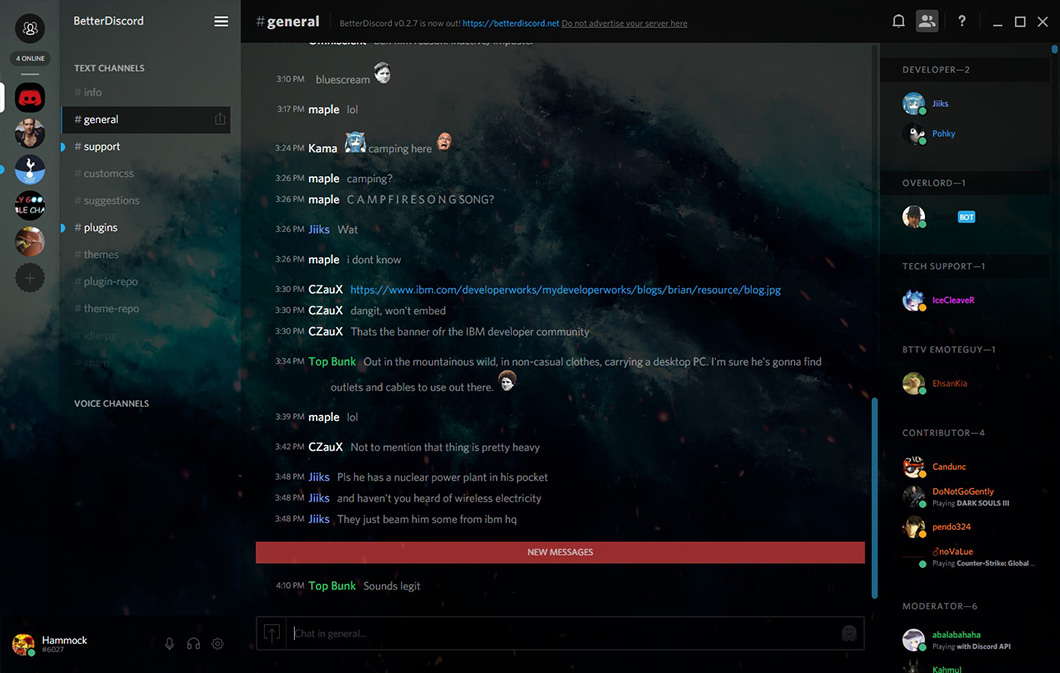 BetterDiscord
4 ONLINE
LY GOO
BLE CHA
TEXT CHANNELS
# info
# general
# support
# customcss
# suggestions
# plugins
# themes
# plugin-repo
# theme-repo
# idlerpg
# spam
VOICE CHANNELS
Hammock
#6027
# general
BetterDiscord v0.2.7 is now out! https://betterdiscord.net Do not advertise your server here
?
3:10 PM bluescream
3:17 PM maple lol
3:24 PM Kama camping here
3:26 PM maple camping?
3:26 PM maple C A M P F I R E S O N G SONG?
3:26 PM Jiiks Wat
3:26 PM maple i dont know
3:30 PM CZauX https://www.ibm.com/developerworks/mydeveloperworks/blogs/brian/resource/blog.jpg
3:30 PM CZauX dangit, won't embed
3:30 PM CZauX Thats the banner ofr the IBM developer community
3:34 PM Top Bunk Out in the mountainous wild, in non-casual clothes, carrying a desktop PC. I'm sure he's gonna find
outlets and cables to use out there.
3:39 PM maple lol
3:42 PM CZauX Not to mention that thing is pretty heavy
3:48 PM Jiiks Pls he has a nuclear power plant in his pocket
3:48 PM Jiiks and haven't you heard of wireless electricity
3:48 PM Jiiks They just beam him some from ibm hq
NEW MESSAGES
4:10 PM Top Bunk Sounds legit
Chat in general...
DEVELOPER—2
Jiiks
Pohky
OVERLORD—1
BOT
TECH SUPPORT—1
IceCleaveR
BTTV EMOTEGUY—1
EhsanKia
CONTRIBUTOR—4
Candunc
DoNotGoGently
Playing DARK SOULS III
pendo324
♂noVaLue
Playing Counter-Strike: Global ...
MODERATOR—6
abalabahaha
Playing with Discord API
Kahmul